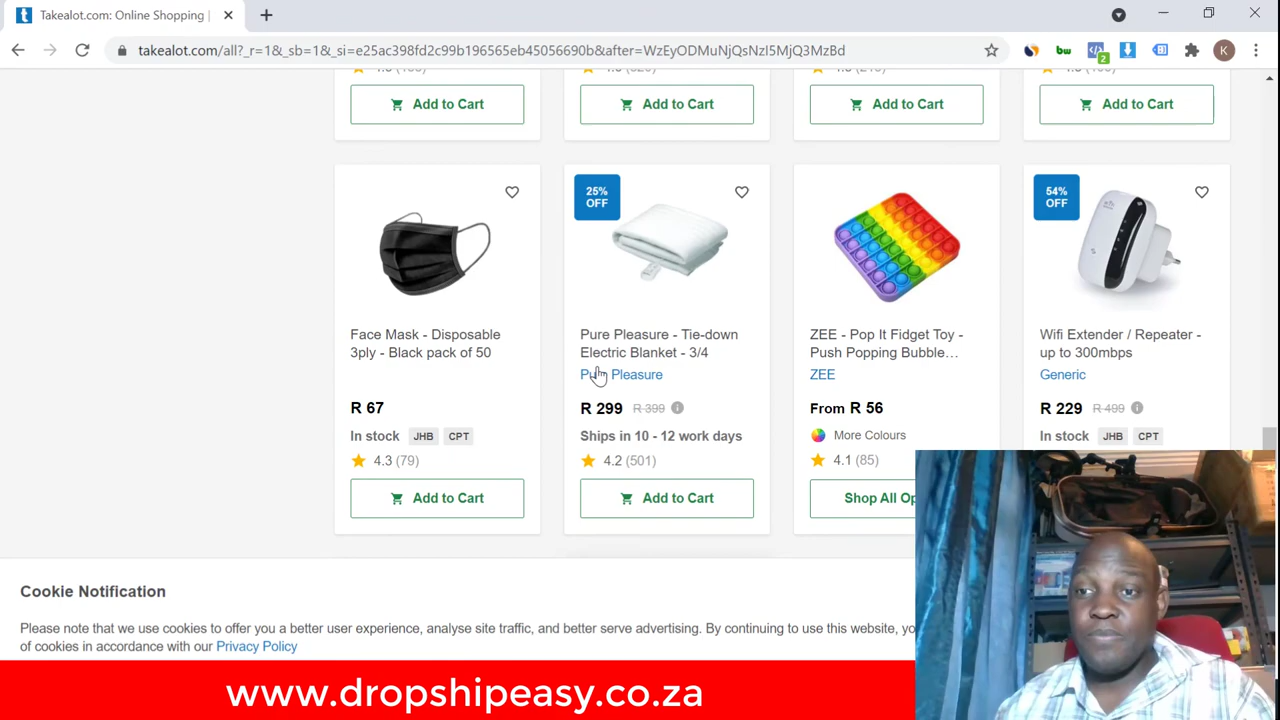 Takealot.com: Online Shopping |
takealot.com/all?_r=1&_sb=1&_si=e25ac398fd2c99b196565eb45056690b&after=WzEyODMuNjQsNzI5MjQ3MzBd
bw
2
K
Add to Cart Add to Cart Add to Cart Add to Cart
25%
OFF
54%
OFF
Face Mask - Disposable
3ply - Black pack of 50
R 67
In stock JHB CPT
4.3 (79)
Add to Cart
Pure Pleasure - Tie-down
Electric Blanket - 3/4
Pure Pleasure
R 299 R 399
Ships in 10 - 12 work days
4.2 (501)
Add to Cart
ZEE - Pop It Fidget Toy -
Push Popping Bubble…
ZEE
From R 56
More Colours
4.1 (85)
Shop All Op
Wifi Extender / Repeater -
up to 300mbps
Generic
R 229 R 499
In stock JHB CPT
Cookie Notification
Please note that we use cookies to offer you a better user experience, analyse site traffic, and better serve advertising. By continuing to use this website, yo
of cookies in accordance with our Privacy Policy
www.dropshipeasy.co.za